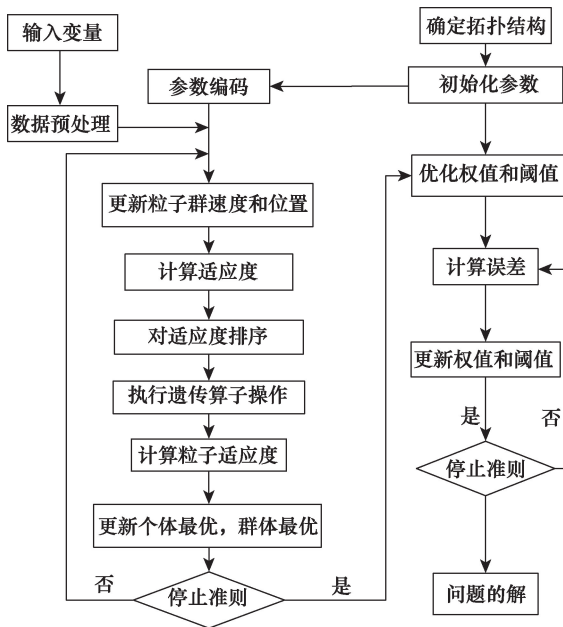 输入变量
数据预处理
参数编码
更新粒子群速度和位置
计算适应度
对适应度排序
执行遗传算子操作
计算粒子适应度
更新个体最优，群体最优
停止准则
否
是
确定拓扑结构
初始化参数
优化权值和阈值
计算误差
更新权值和阈值
是
否
停止准则
问题的解